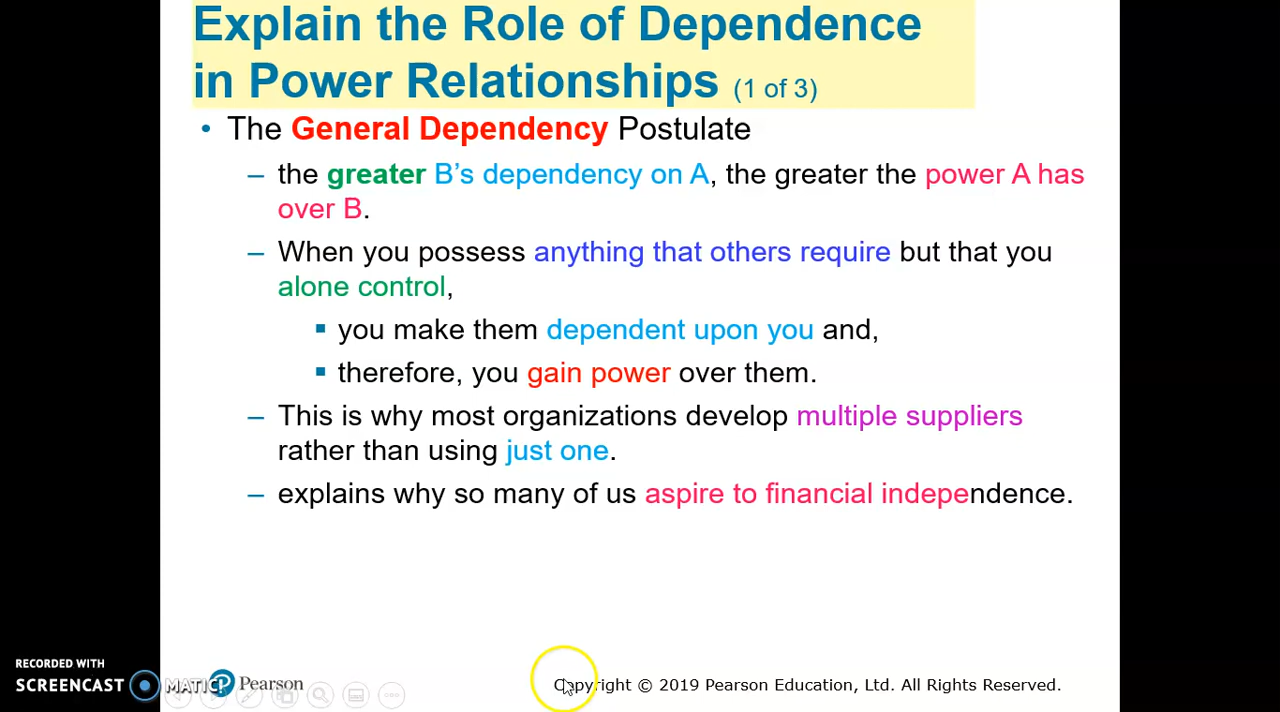 Explain the Role of Dependence
in Power Relationships (1 of 3)
• The General Dependency Postulate
– the greater B’s dependency on A, the greater the power A has
over B.
– When you possess anything that others require but that you
alone control,
▪ you make them dependent upon you and,
▪ therefore, you gain power over them.
– This is why most organizations develop multiple suppliers
rather than using just one.
– explains why so many of us aspire to financial independence.
RECORDED WITH
SCREENCAST MATIC
Pearson
Copyright © 2019 Pearson Education, Ltd. All Rights Reserved.